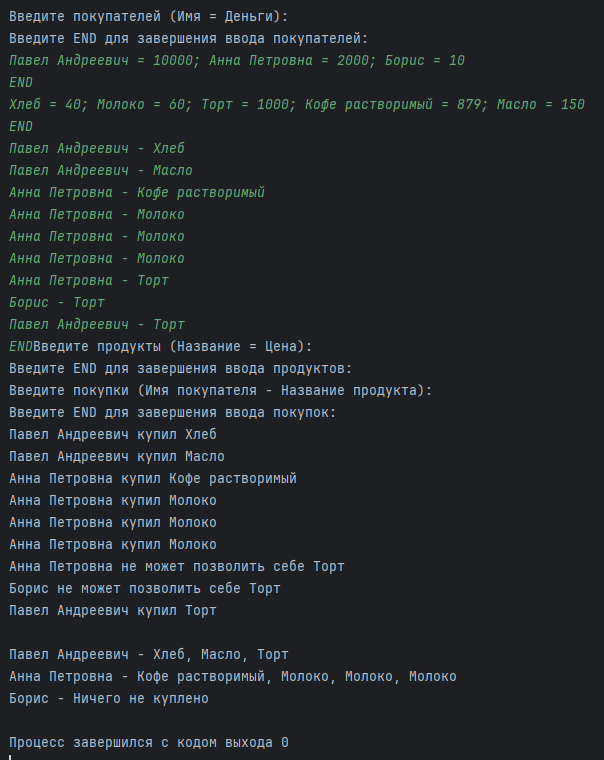 Введите покупателей (Имя = Деньги):
Введите END для завершения ввода покупателей:
Павел Андреевич = 10000; Анна Петровна = 2000; Борис = 10
END
Хлеб = 40; Молоко = 60; Торт = 1000; Кофе растворимый = 879; Масло = 150
END
Павел Андреевич - Хлеб
Павел Андреевич - Масло
Анна Петровна - Кофе растворимый
Анна Петровна - Молоко
Анна Петровна - Молоко
Анна Петровна - Молоко
Анна Петровна - Торт
Борис - Торт
Павел Андреевич - Торт
ENDВведите продукты (Название = Цена):
Введите END для завершения ввода продуктов:
Введите покупки (Имя покупателя - Название продукта):
Введите END для завершения ввода покупок:
Павел Андреевич купил Хлеб
Павел Андреевич купил Масло
Анна Петровна купил Кофе растворимый
Анна Петровна купил Молоко
Анна Петровна купил Молоко
Анна Петровна купил Молоко
Анна Петровна не может позволить себе Торт
Борис не может позволить себе Торт
Павел Андреевич купил Торт
Павел Андреевич - Хлеб, Масло, Торт
Анна Петровна - Кофе растворимый, Молоко, Молоко, Молоко
Борис - Ничего не куплено
Процесс завершился с кодом выхода 0